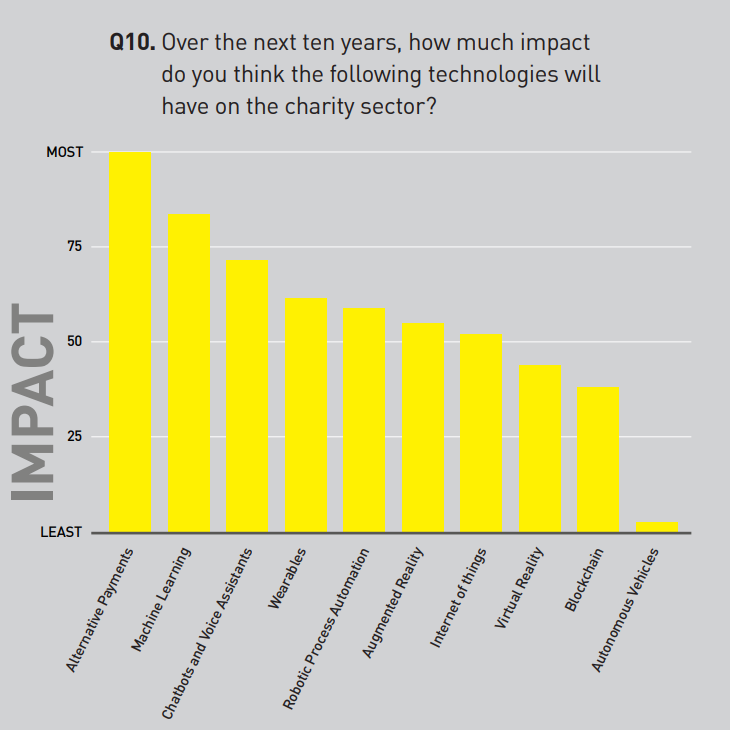 Q10. Over the next ten years, how much impact
do you think the following technologies will
have on the charity sector?
MOST
75
50
25
LEAST
IMPACT
Alternative Payments
Machine Learning
Chatbots and Voice Assistants
Wearables
Robotic Process Automation
Augmented Reality
Internet of things
Virtual Reality
Blockchain
Autonomous Vehicles